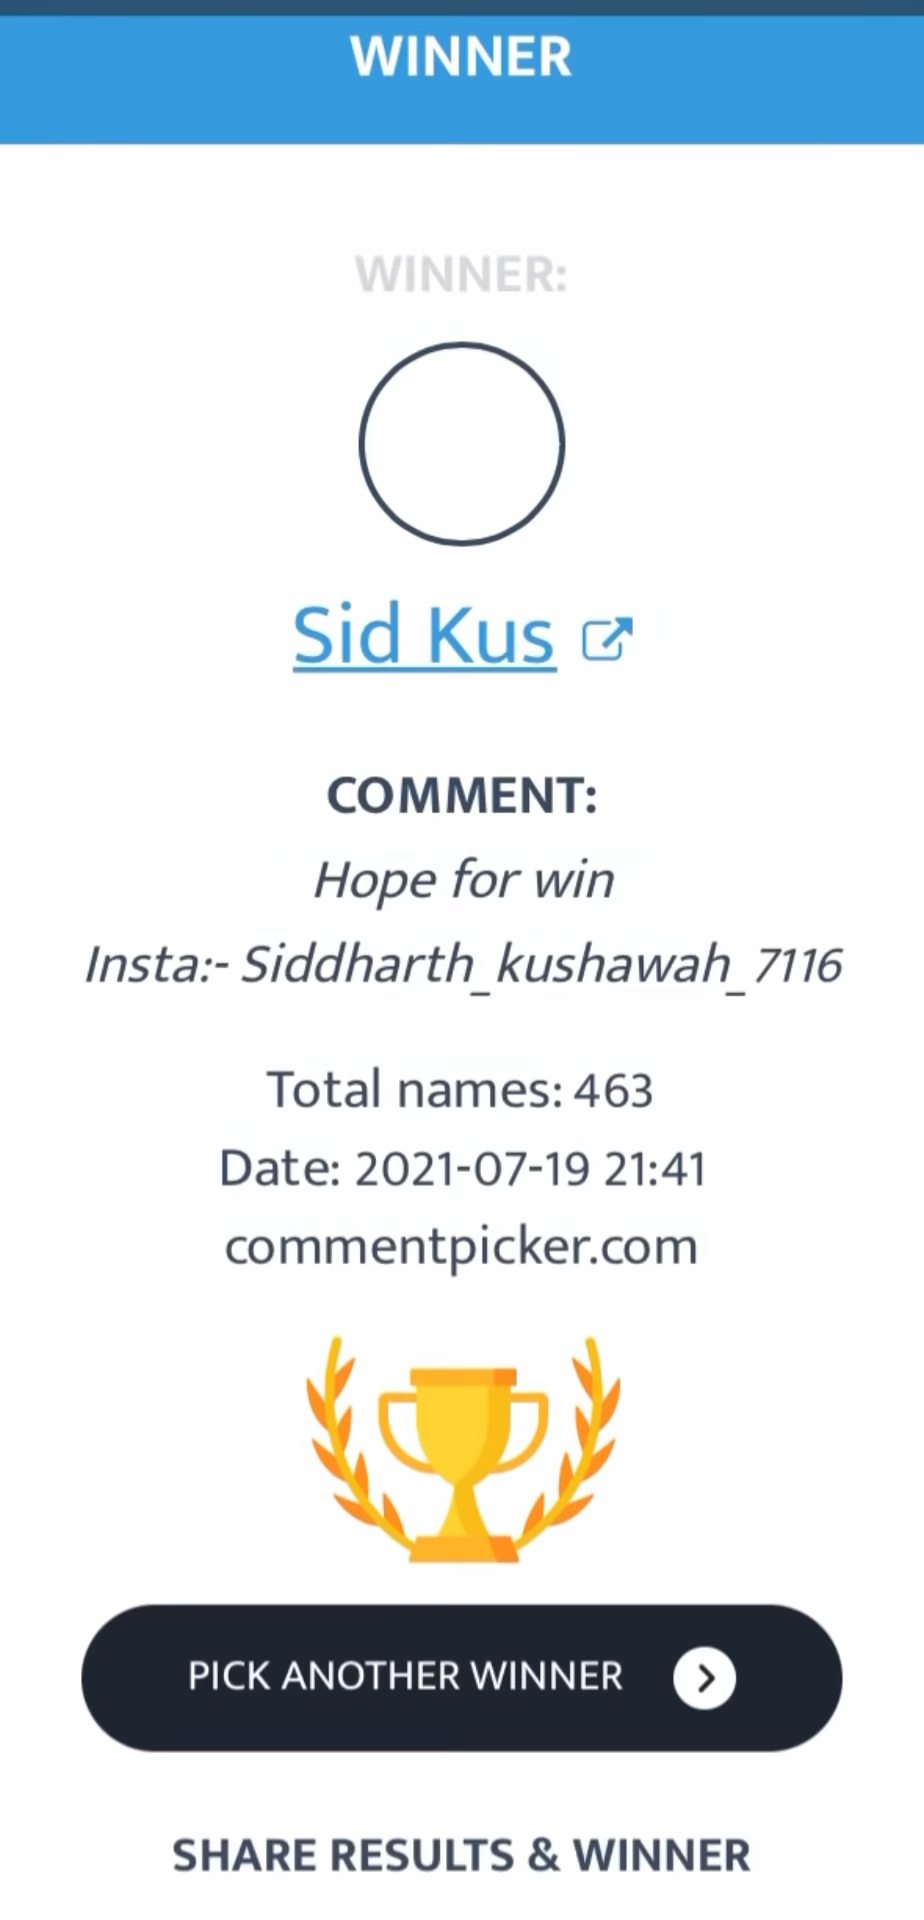 WINNER
WINNER:
Sid Kus
COMMENT:
Hope for win
Insta:- Siddharth_kushawah_7116
Total names: 463
Date: 2021-07-19 21:41
commentpicker.com
PICK ANOTHER WINNER
SHARE RESULTS & WINNER